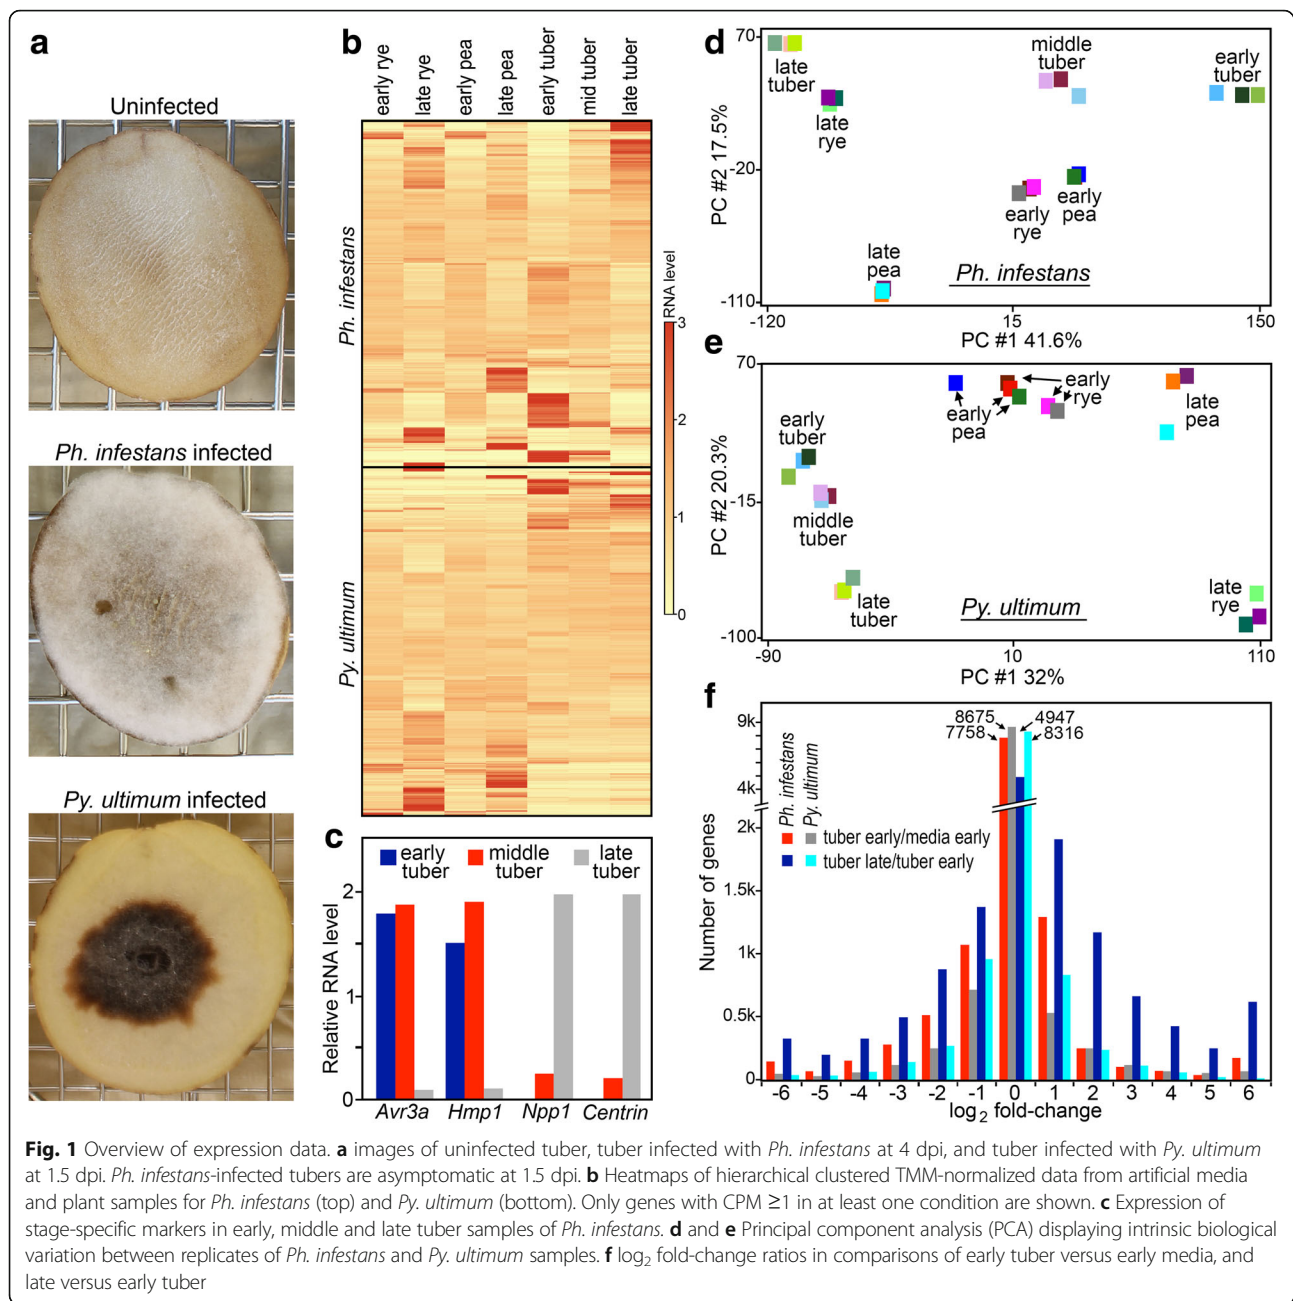 a
Uninfected
Ph. infestans infected
Py. ultimum infected
b
early rye
late rye
early pea
late pea
early tuber
mid tuber
late tuber
Ph. infestans
Py. ultimum
RNA level
3
2
1
0
c
early tuber
middle tuber
late tuber
Relative RNA level
2
1
0
Avr3a Hmp1 Npp1 Centrin
d
70
-20
-110
PC #2 17.5%
late tuber
late rye
middle tuber
early tuber
early rye
early pea
late pea
Ph. infestans
-120 15 150
PC #1 41.6%
e
70
-15
-100
PC #2 20.3%
early tuber
middle tuber
late tuber
early pea
early rye
late pea
late rye
Py. ultimum
-90 10 110
PC #1 32%
f
9k
4k
2k
1.5k
1k
0.5k
0
Number of genes
8675
7758
4947
8316
Ph. infestans
Py. ultimum
tuber early/media early
tuber late/tuber early
-6 -5 -4 -3 -2 -1 0 1 2 3 4 5 6
log2 fold-change
Fig. 1 Overview of expression data. a images of uninfected tuber, tuber infected with Ph. infestans at 4 dpi, and tuber infected with Py. ultimum
at 1.5 dpi. Ph. infestans-infected tubers are asymptomatic at 1.5 dpi. b Heatmaps of hierarchical clustered TMM-normalized data from artificial media
and plant samples for Ph. infestans (top) and Py. ultimum (bottom). Only genes with CPM ≥1 in at least one condition are shown. c Expression of
stage-specific markers in early, middle and late tuber samples of Ph. infestans. d and e Principal component analysis (PCA) displaying intrinsic biological
variation between replicates of Ph. infestans and Py. ultimum samples. f log2 fold-change ratios in comparisons of early tuber versus early media, and
late versus early tuber